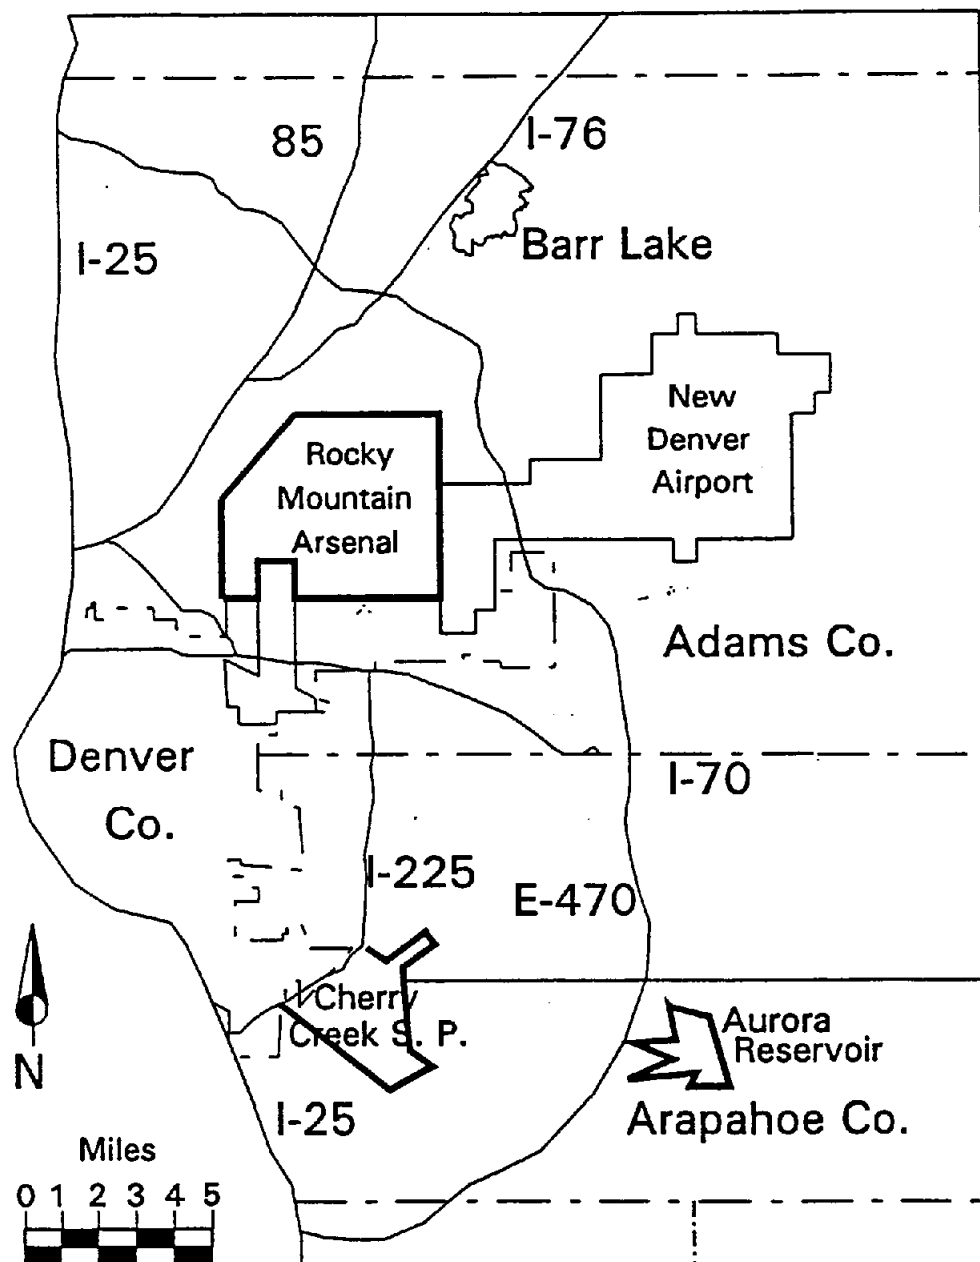 85
I-76
I-25
Barr Lake
New
Denver
Airport
Rocky
Mountain
Arsenal
Adams Co.
Denver
Co.
I-70
I-225
E-470
Cherry
Creek S. P.
Aurora
Reservoir
N
I-25
Arapahoe Co.
Miles
0 1 2 3 4 5